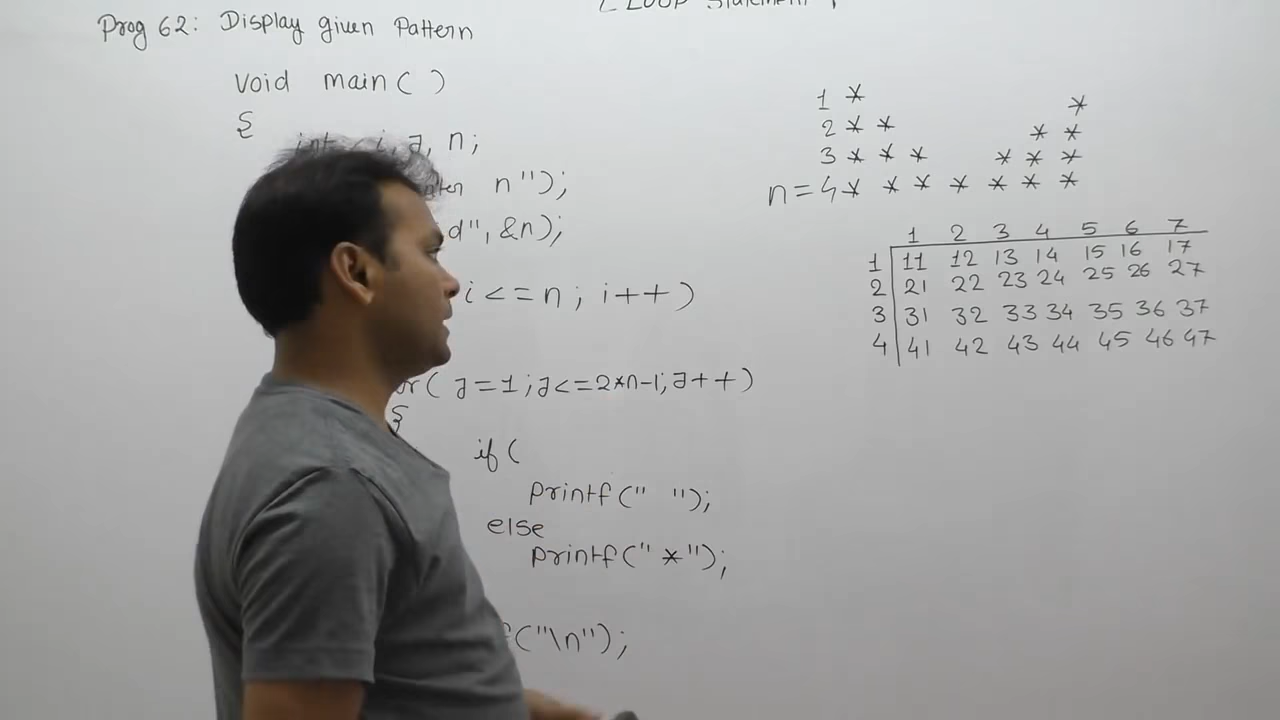 Loop Statement
Prog 62: Display given Pattern
void main( )
{
int i, J, n;
n");
d", &n);
i<=n; i++)
( J=1; J<=2*n-1; J++)
{
if(
printf(" ");
else
printf("*");
("\n");
1 *
*
2 * *
* *
3 * * *
* * *
n=4 * * * * * * *
1 2 3 4 5 6 7
1 11 12 13 14 15 16 17
2 21 22 23 24 25 26 27
3 31 32 33 34 35 36 37
4 41 42 43 44 45 46 47